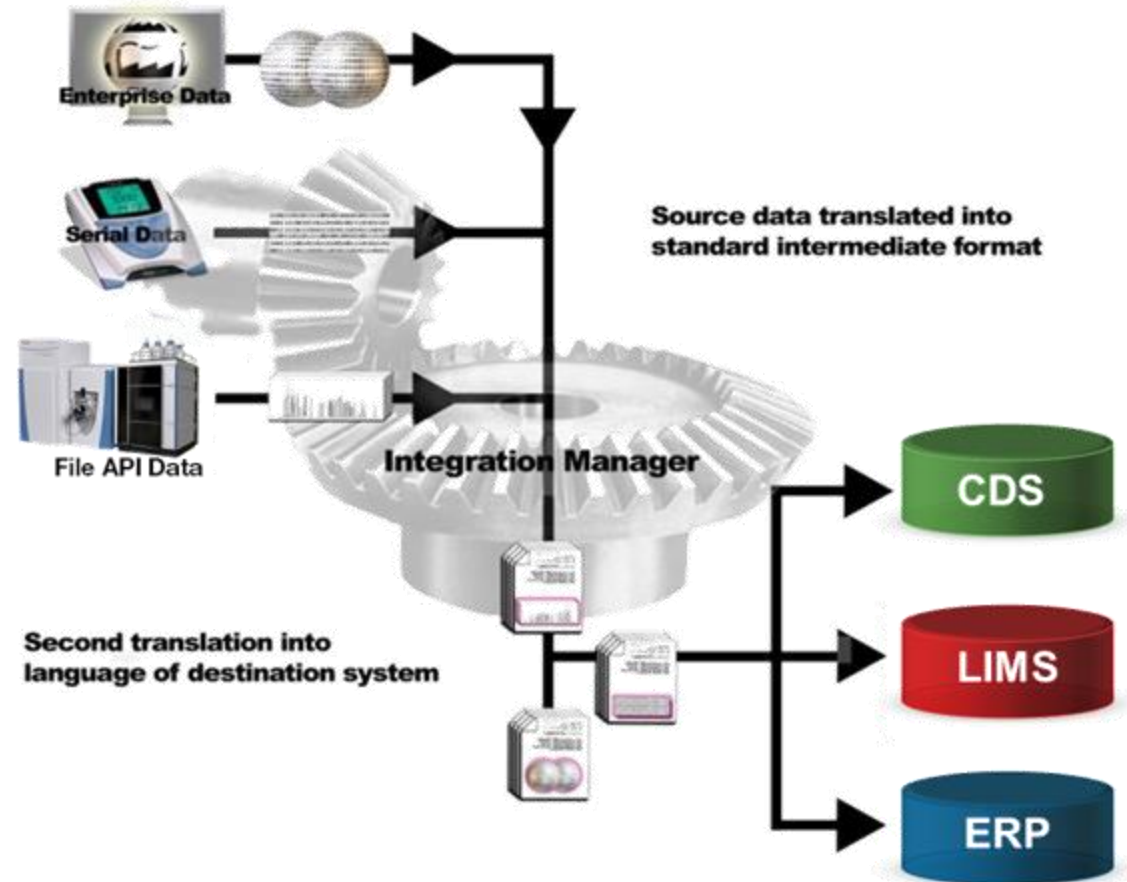 Enterprise Data
Serial Data
Source data translated into
standard intermediate format
File API Data
Integration Manager
CDS
Second translation into
language of destination system
LIMS
ERP